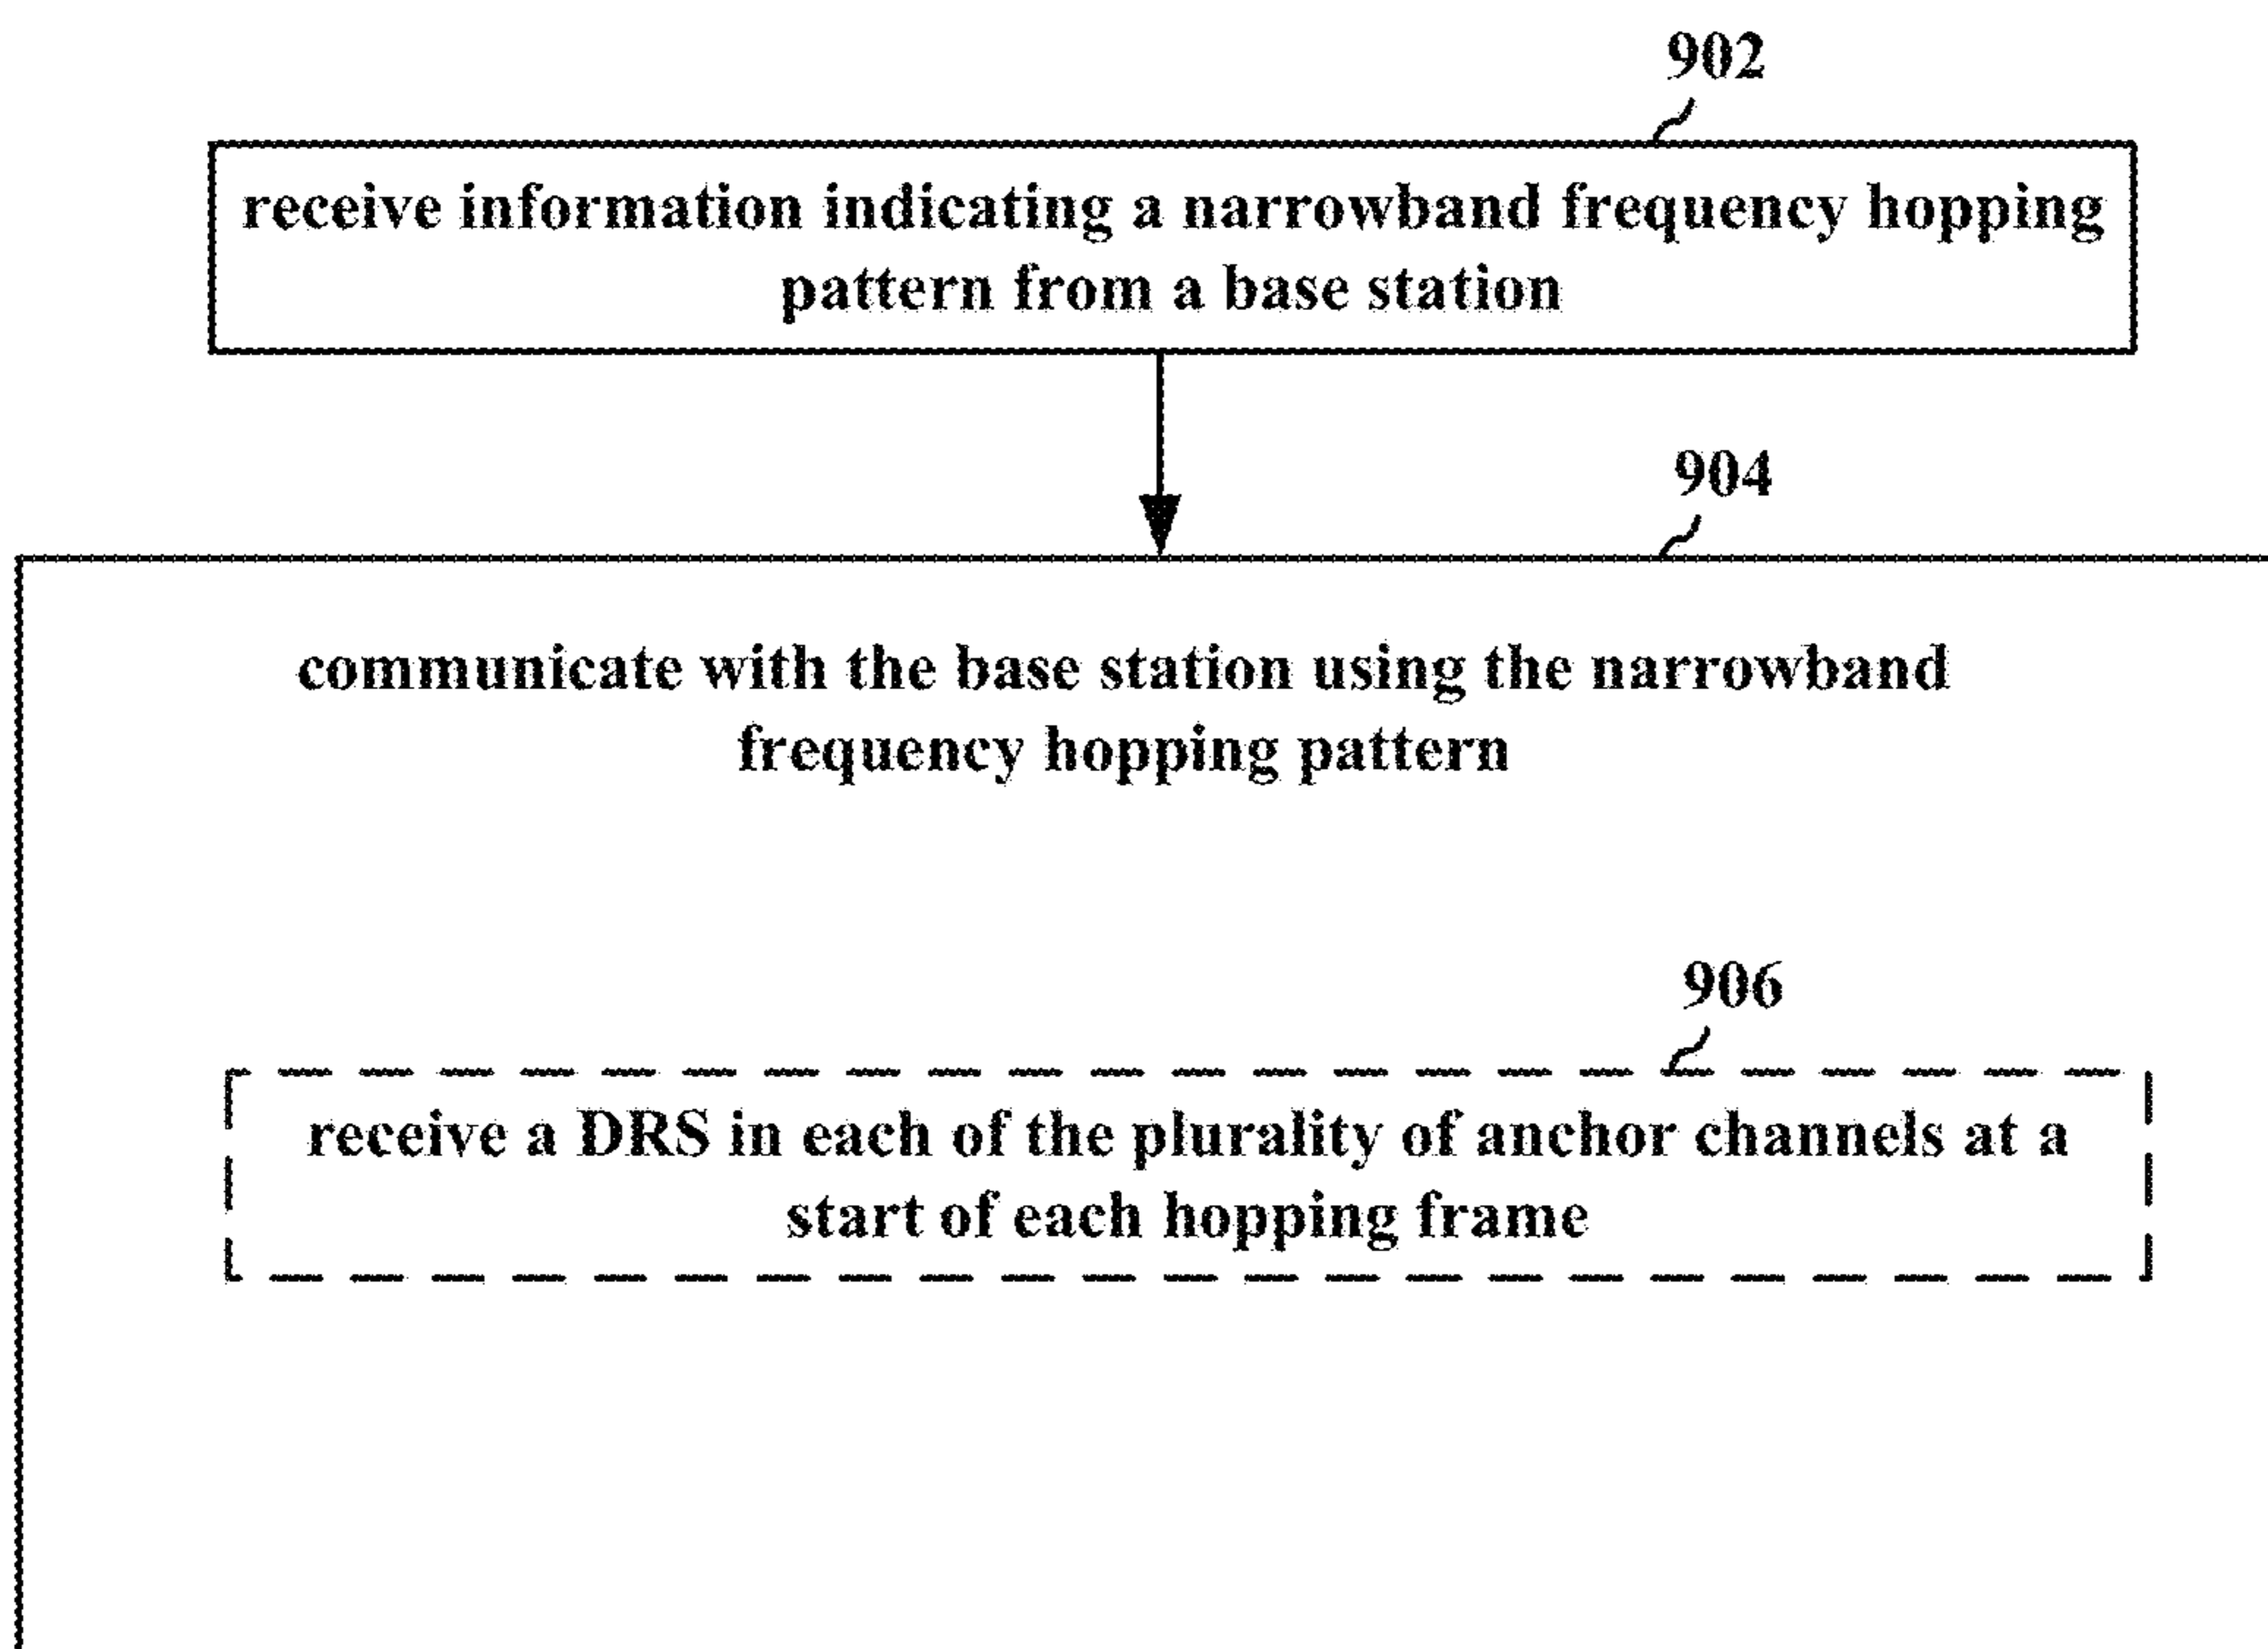 902
receive information indicating a narrowband frequency hopping
pattern from a base station
904
communicate with the base station using the narrowband
frequency hopping pattern
906
receive a DRS in each of the plurality of anchor channels at a
start of each hopping frame